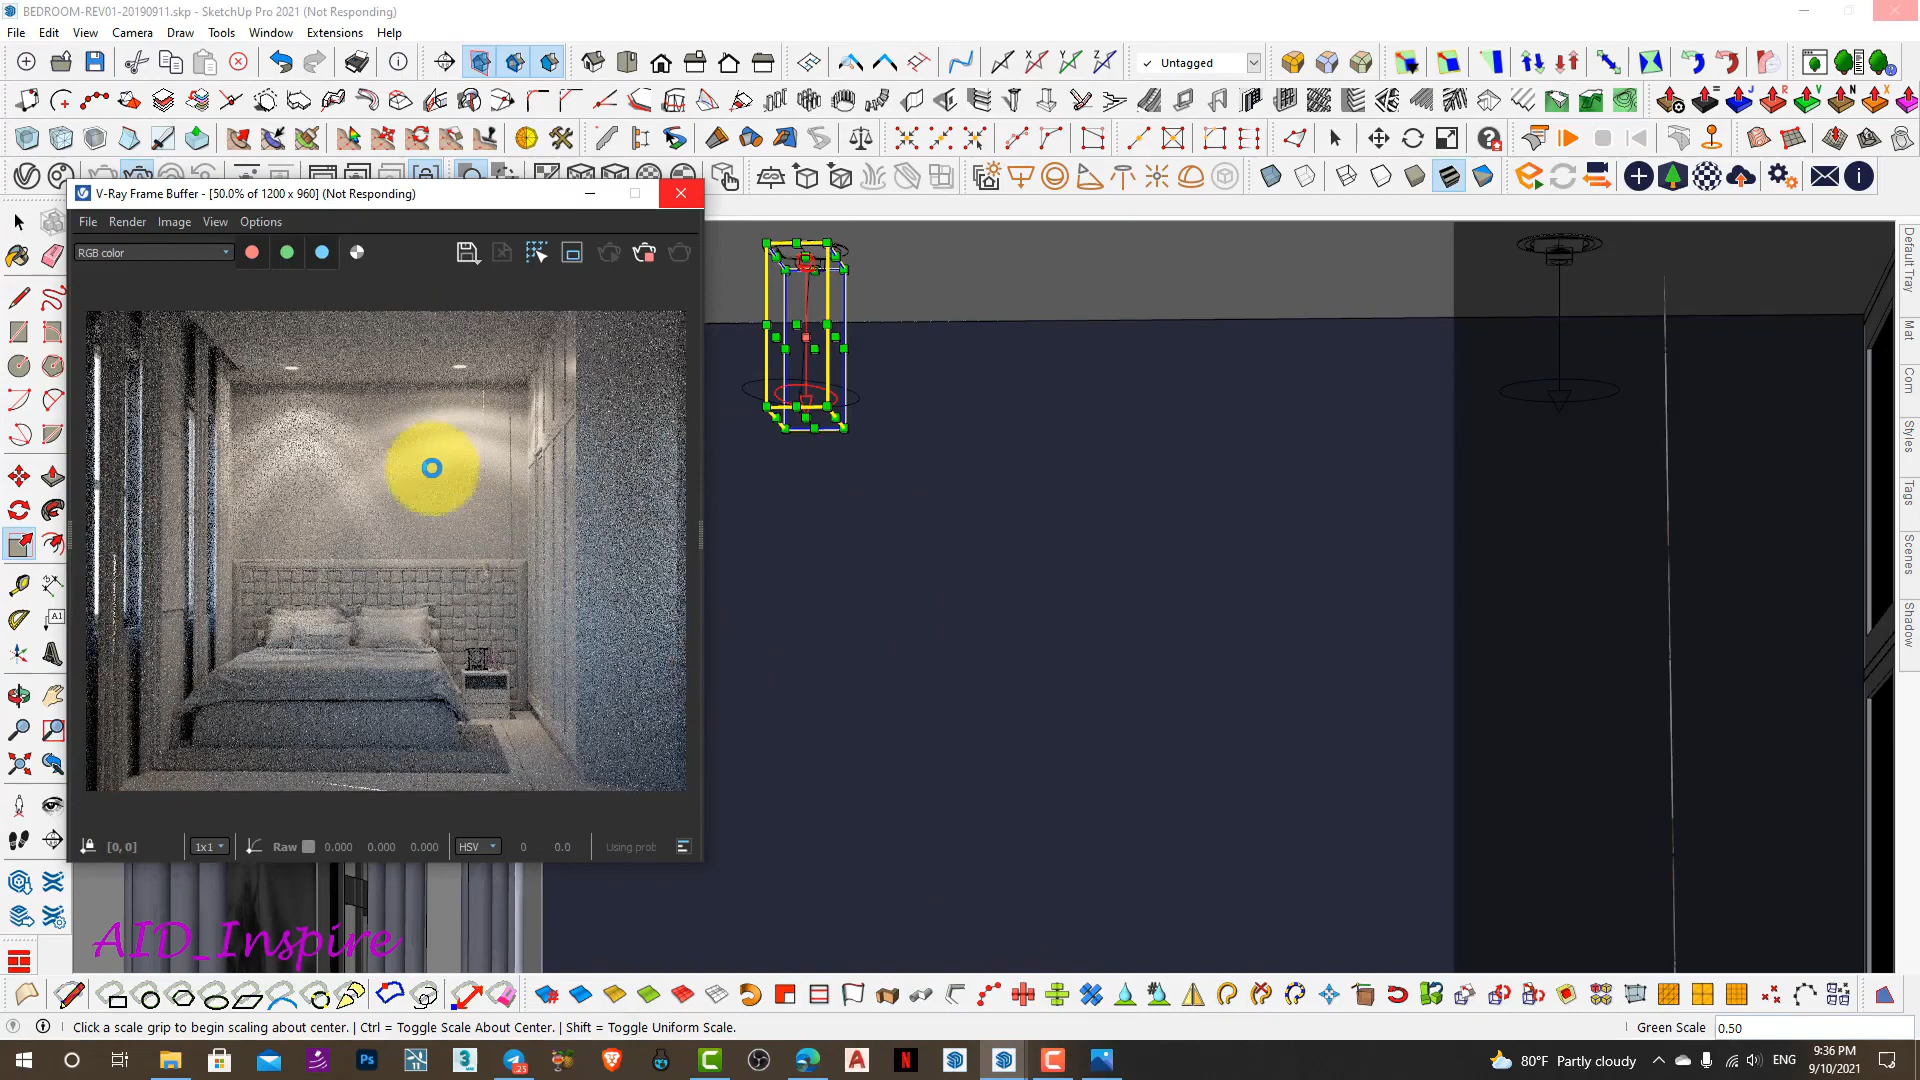 BEDROOM-REV01-20190911.skp - SketchUp Pro 2021 (Not Responding)
File Edit View Camera Draw Tools Window Extensions Help
✓ Untagged
V-Ray Frame Buffer - [50.0% of 1200 x 960] (Not Responding)
File Render Image View Options
RGB color
Default Tray
Mat
Com
Styles
Tags
Scenes
Shadow
A1
[0, 0] 1x1 Raw 0.000 0.000 0.000 HSV 0 0.0 Using prob
AID_Inspire
Click a scale grip to begin scaling about center. | Ctrl = Toggle Scale About Center. | Shift = Toggle Uniform Scale.
Green Scale 0.50
80°F Partly cloudy
ENG
9:36 PM
9/10/2021